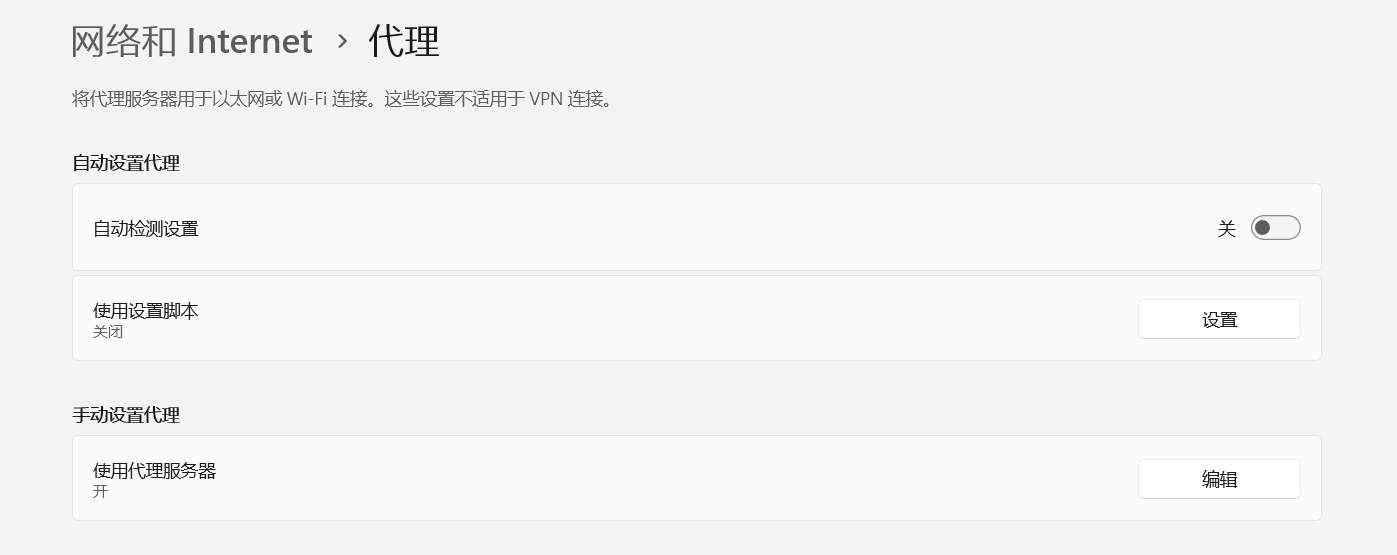 网络和 Internet › 代理
将代理服务器用于以太网或 Wi-Fi 连接。这些设置不适用于 VPN 连接。
自动设置代理
自动检测设置 关
使用设置脚本
关闭
设置
手动设置代理
使用代理服务器
开
编辑